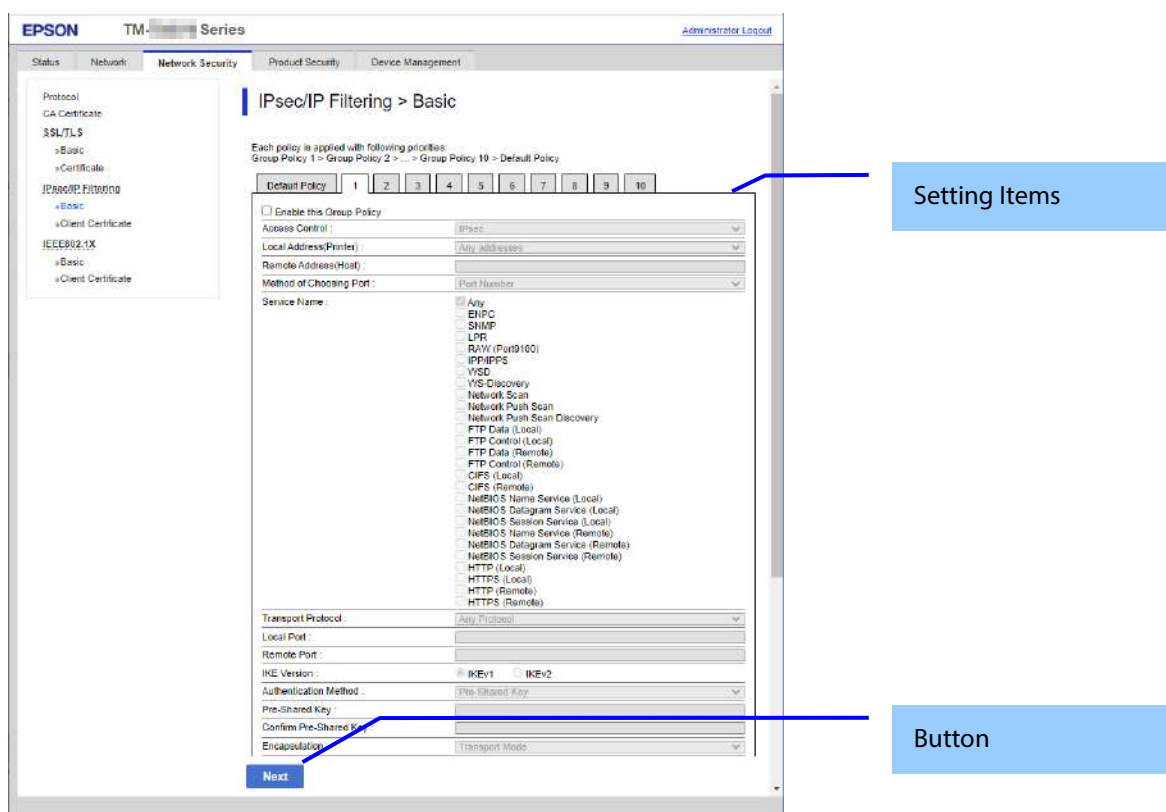 EPSON TM- Series Administrator Logout
Status Network Network Security Product Security Device Management
Protocol
CA Certificate
SSL/TLS
»Basic
»Certificate
IPsec/IP Filtering
»Basic
»Client Certificate
IEEE802.1X
»Basic
»Client Certificate
IPsec/IP Filtering > Basic
Each policy is applied with following priorities:
Group Policy 1 > Group Policy 2 > ... > Group Policy 10 > Default Policy
Default Policy 1 2 3 4 5 6 7 8 9 10
Enable this Group Policy
Access Control : IPsec
Local Address(Printer) : Any addresses
Remote Address(Host) :
Method of Choosing Port : Port Number
Service Name : Any
ENPC
SNMP
LPR
RAW (Port9100)
IPP/IPPS
WSD
WS-Discovery
Network Scan
Network Push Scan
Network Push Scan Discovery
FTP Data (Local)
FTP Control (Local)
FTP Data (Remote)
FTP Control (Remote)
CIFS (Local)
CIFS (Remote)
NetBIOS Name Service (Local)
NetBIOS Datagram Service (Local)
NetBIOS Session Service (Local)
NetBIOS Name Service (Remote)
NetBIOS Datagram Service (Remote)
NetBIOS Session Service (Remote)
HTTP (Local)
HTTPS (Local)
HTTP (Remote)
HTTPS (Remote)
Transport Protocol : Any Protocol
Local Port :
Remote Port :
IKE Version : IKEv1 IKEv2
Authentication Method : Pre-Shared Key
Pre-Shared Key :
Confirm Pre-Shared Key
Encapsulation Transport Mode
Next
Setting Items
Button